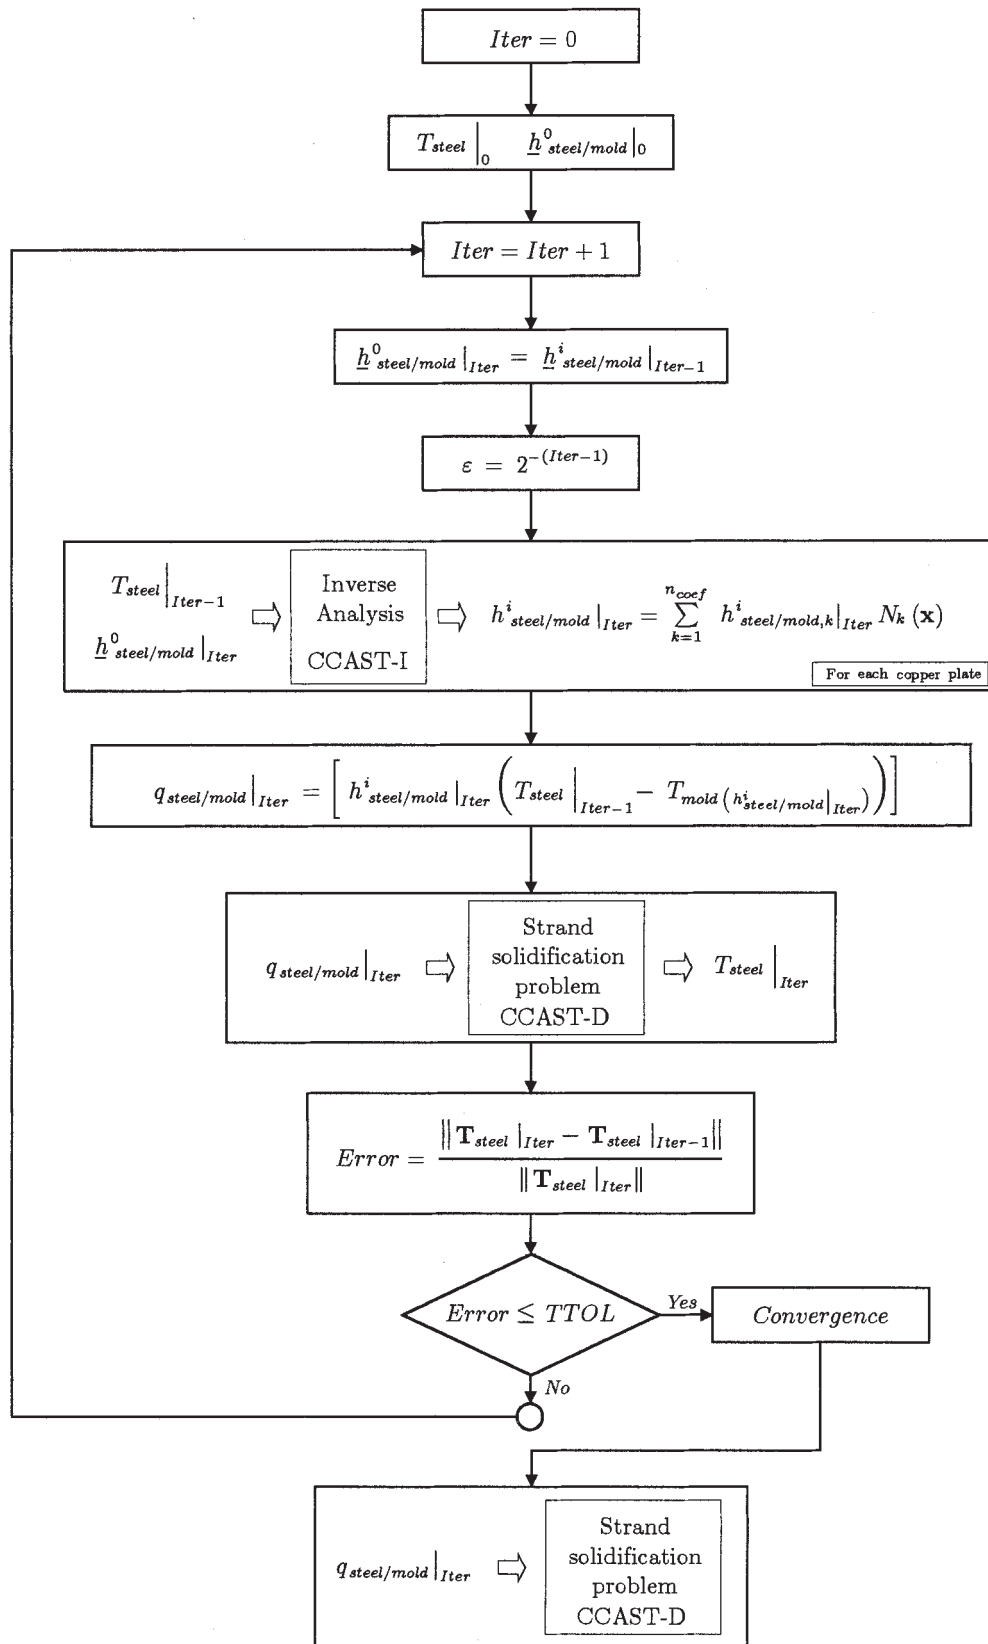 Iter = 0
T_steel |_0 h^0_steel/mold |_0
Iter = Iter + 1
h^0_steel/mold |_Iter = h^i_steel/mold |_Iter−1
ε = 2^−(Iter−1)
T_steel |_Iter−1
h^0_steel/mold |_Iter
Inverse
Analysis
CCAST-I
h^i_steel/mold |_Iter = Σ_{k=1}^{n_coef} h^i_steel/mold,k |_Iter N_k (x)
For each copper plate
q_steel/mold |_Iter = [ h^i_steel/mold |_Iter ( T_steel |_Iter−1 − T_mold (h^i_steel/mold |_Iter) ) ]
q_steel/mold |_Iter
Strand
solidification
problem
CCAST-D
T_steel |_Iter
Error = ‖ T_steel |_Iter − T_steel |_Iter−1 ‖ / ‖ T_steel |_Iter ‖
Error ≤ TTOL
Yes
Convergence
No
q_steel/mold |_Iter
Strand
solidification
problem
CCAST-D